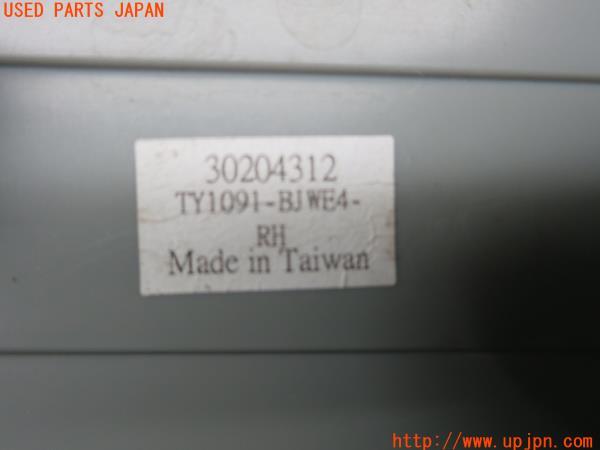 USED PARTS JAPAN
30204312
TY1091-BJWE4-
RH
Made in Taiwan
http://www.upjpn.com/